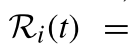 ℛᵢ(t) =